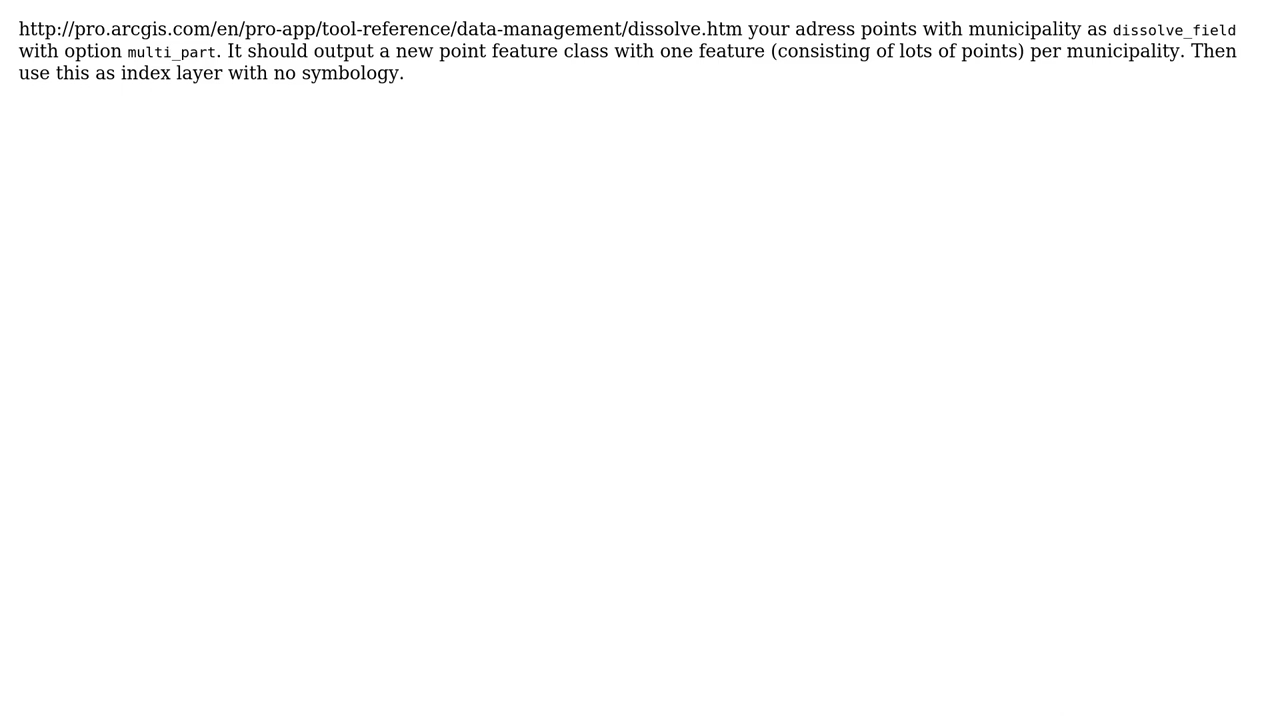 http://pro.arcgis.com/en/pro-app/tool-reference/data-management/dissolve.htm your adress points with municipality as dissolve_field
with option multi_part. It should output a new point feature class with one feature (consisting of lots of points) per municipality. Then
use this as index layer with no symbology.